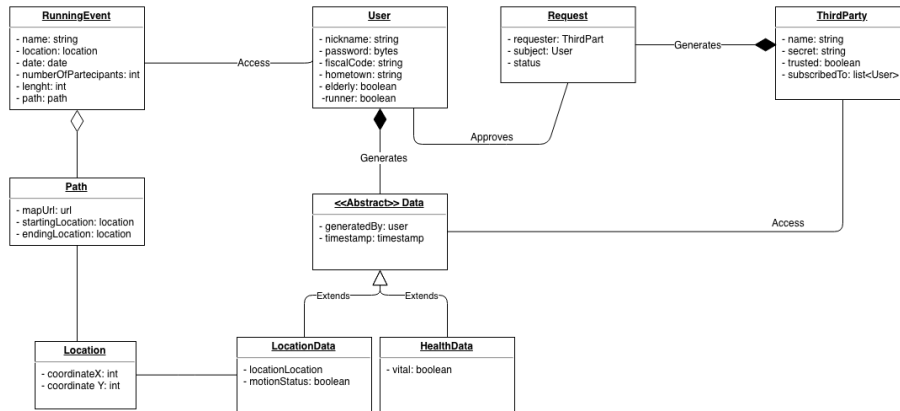 RunningEvent
- name: string
- location: location
- date: date
- numberOfPartecipants: int
- lenght: int
- path: path
Access
User
- nickname: string
- password: bytes
- fiscalCode: string
- hometown: string
- elderly: boolean
-runner: boolean
Request
- requester: ThirdPart
- subject: User
- status
Generates
ThirdParty
- name: string
- secret: string
- trusted: boolean
- subscribedTo: list<User>
Approves
Generates
Path
- mapUrl: url
- startingLocation: location
- endingLocation: location
<<Abstract>> Data
- generatedBy: user
- timestamp: timestamp
Access
Extends
Extends
Location
- coordinateX: int
- coordinate Y: int
LocationData
- locationLocation
- motionStatus: boolean
HealthData
- vital: boolean